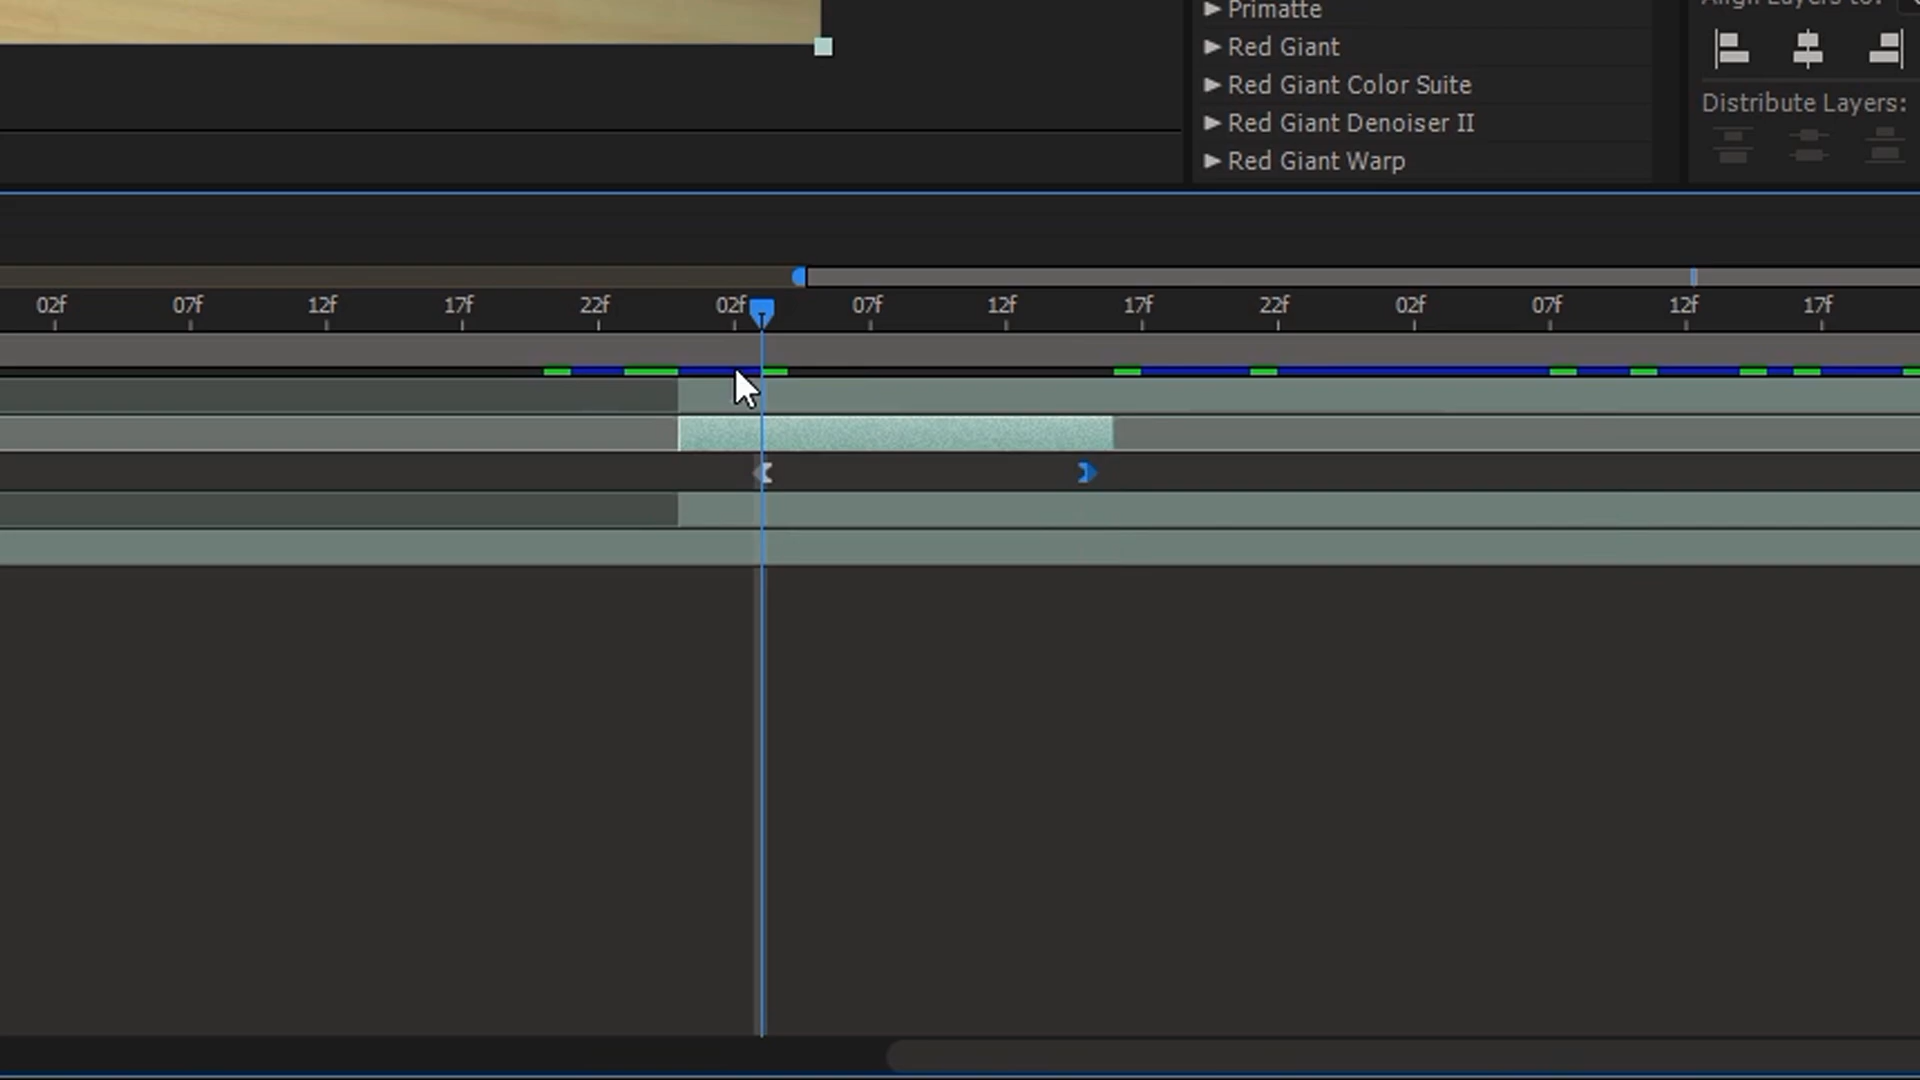 Primatte
Red Giant
Red Giant Color Suite
Red Giant Denoiser II
Red Giant Warp
Align Layers to:
Distribute Layers:
02f 07f 12f 17f 22f 02f 07f 12f 17f 22f 02f 07f 12f 17f